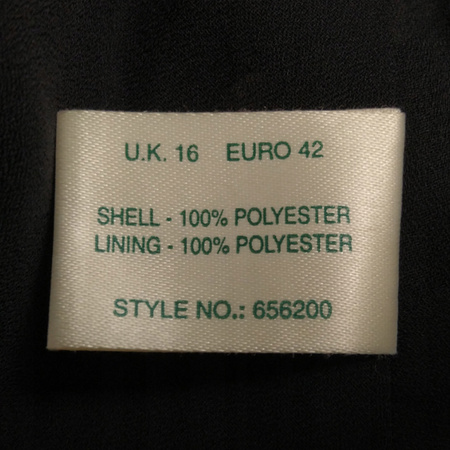 U.K. 16 EURO 42
SHELL - 100% POLYESTER
LINING - 100% POLYESTER
STYLE NO.: 656200